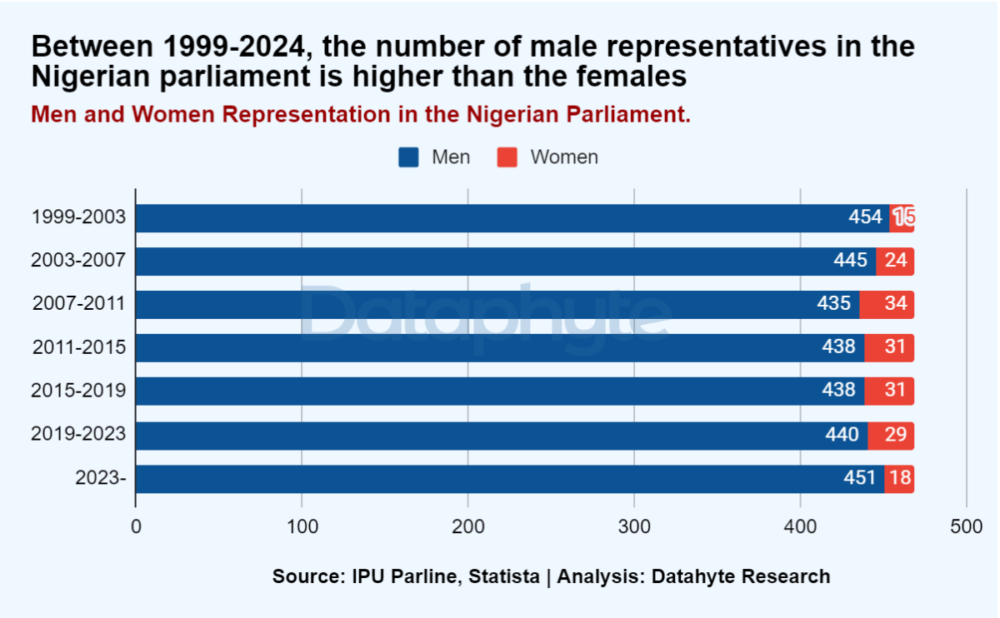 Between 1999-2024, the number of male representatives in the
Nigerian parliament is higher than the females
Men and Women Representation in the Nigerian Parliament.
Men Women
1999-2003 454 15
2003-2007 445 24
2007-2011 435 34
Dataphyte
2011-2015 438 31
2015-2019 438 31
2019-2023 440 29
2023- 451 18
0 100 200 300 400 500
Source: IPU Parline, Statista | Analysis: Datahyte Research